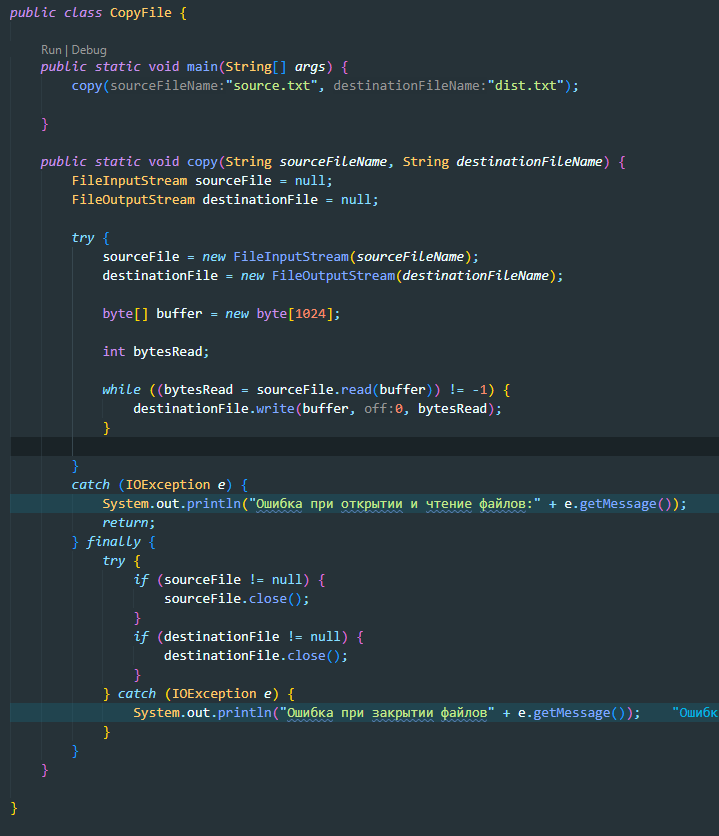 public class CopyFile {
Run | Debug
public static void main(String[] args) {
copy(sourceFileName:"source.txt", destinationFileName:"dist.txt");
}
public static void copy(String sourceFileName, String destinationFileName) {
FileInputStream sourceFile = null;
FileOutputStream destinationFile = null;
try {
sourceFile = new FileInputStream(sourceFileName);
destinationFile = new FileOutputStream(destinationFileName);
byte[] buffer = new byte[1024];
int bytesRead;
while ((bytesRead = sourceFile.read(buffer)) != -1) {
destinationFile.write(buffer, off:0, bytesRead);
}
}
catch (IOException e) {
System.out.println("Ошибка при открытии и чтение файлов:" + e.getMessage());
return;
} finally {
try {
if (sourceFile != null) {
sourceFile.close();
}
if (destinationFile != null) {
destinationFile.close();
}
} catch (IOException e) {
System.out.println("Ошибка при закрытии файлов" + e.getMessage()); "Ошибк
}
}
}
}